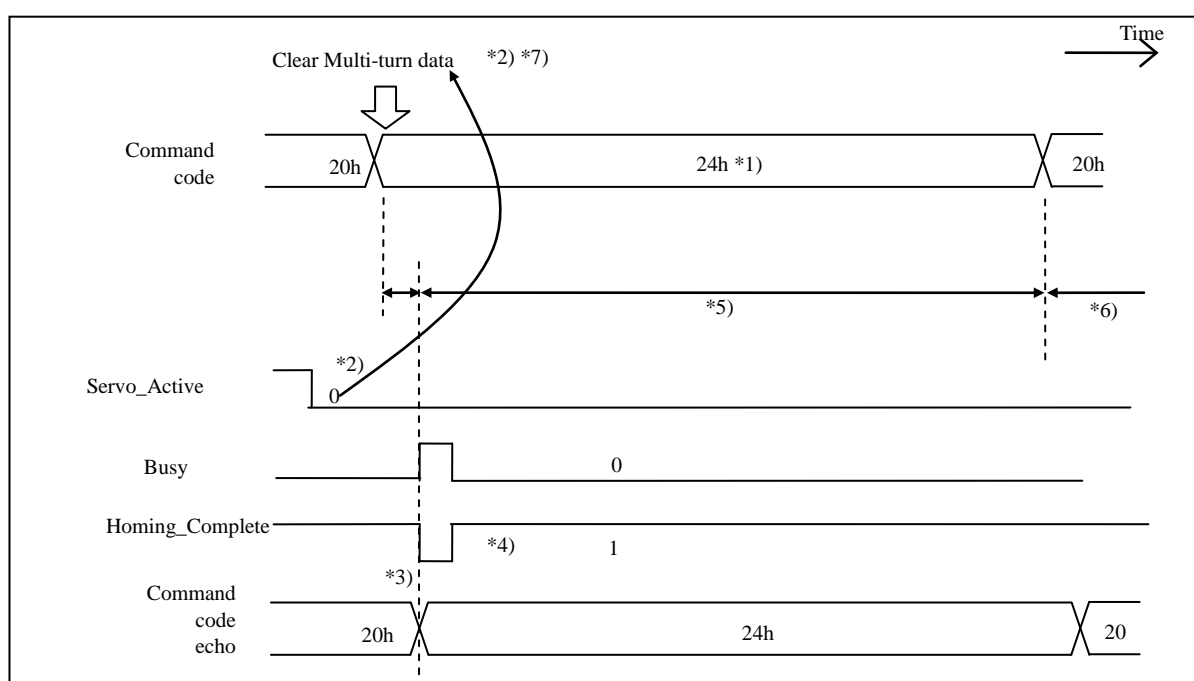 Time
Clear Multi-turn data *2) *7)
Command
code
20h
24h *1)
20h
*5)
*6)
*2)
Servo_Active
0
Busy
0
Homing_Complete
*4)
1
*3)
Command
code
echo
20h
24h
20